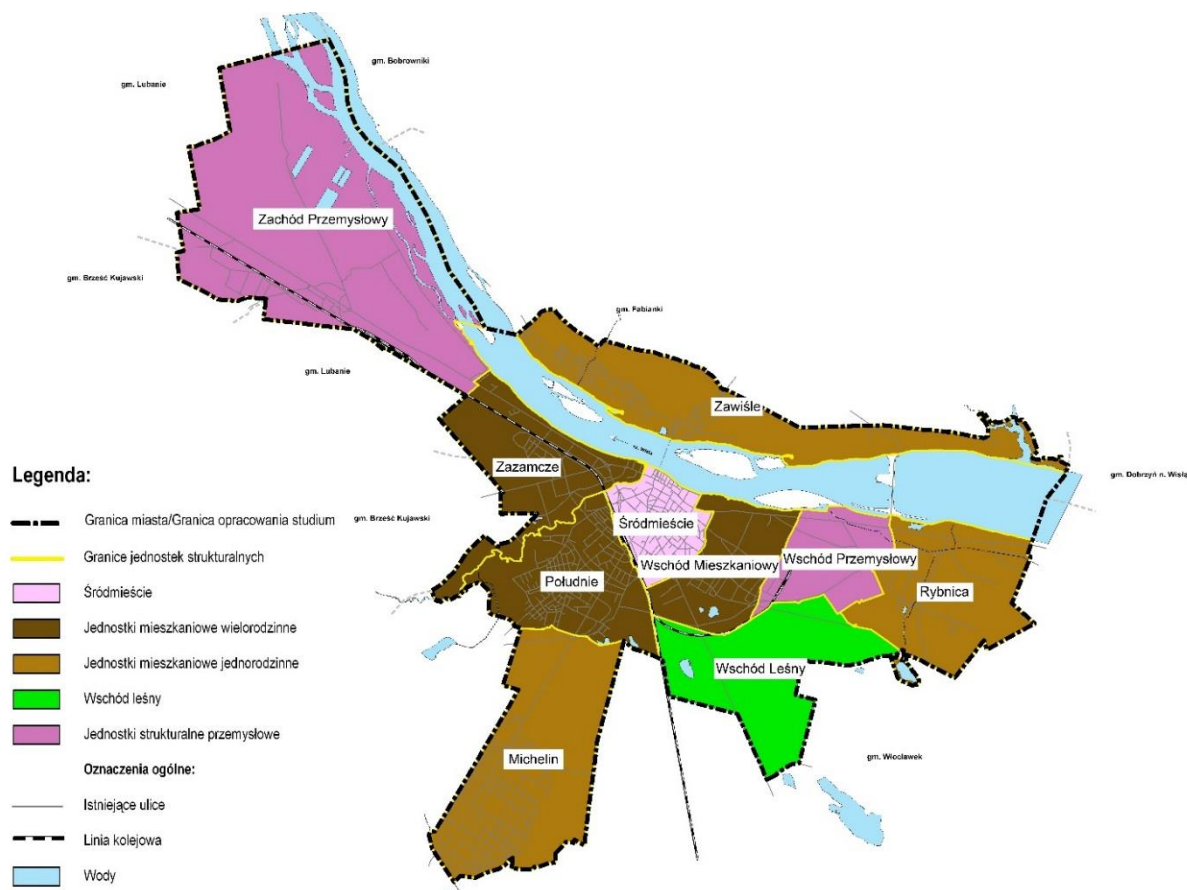 gm. Bobrowniki
gm. Lubanie
Zachód Przemysłowy
gm. Brześć Kujawski
gm. Fabianki
gm. Lubanie
Zawiśle
Zazamcze
gm. Dobrzyń n. Wisłą
Legenda:
Granica miasta/Granica opracowania studium
gm. Brześć Kujawski
Śródmieście
Granice jednostek strukturalnych
Wschód Przemysłowy
Wschód Mieszkaniowy
Południe
Rybnica
Śródmieście
Jednostki mieszkaniowe wielorodzinne
Jednostki mieszkaniowe jednorodzinne
Wschód Leśny
Wschód leśny
Jednostki strukturalne przemysłowe
gm. Włocławek
Michelin
Oznaczenia ogólne:
Istniejące ulice
Linia kolejowa
Wody